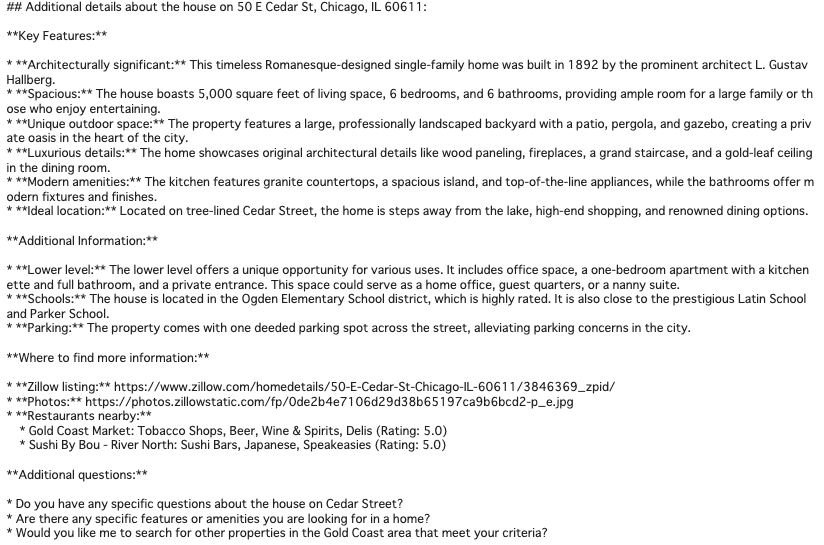 ## Additional details about the house on 50 E Cedar St, Chicago, IL 60611:
**Key Features:**
* **Architecturally significant:** This timeless Romanesque-designed single-family home was built in 1892 by the prominent architect L. Gustav
Hallberg.
* **Spacious:** The house boasts 5,000 square feet of living space, 6 bedrooms, and 6 bathrooms, providing ample room for a large family or th
ose who enjoy entertaining.
* **Unique outdoor space:** The property features a large, professionally landscaped backyard with a patio, pergola, and gazebo, creating a priv
ate oasis in the heart of the city.
* **Luxurious details:** The home showcases original architectural details like wood paneling, fireplaces, a grand staircase, and a gold-leaf ceiling
in the dining room.
* **Modern amenities:** The kitchen features granite countertops, a spacious island, and top-of-the-line appliances, while the bathrooms offer m
odern fixtures and finishes.
* **Ideal location:** Located on tree-lined Cedar Street, the home is steps away from the lake, high-end shopping, and renowned dining options.
**Additional Information:**
* **Lower level:** The lower level offers a unique opportunity for various uses. It includes office space, a one-bedroom apartment with a kitchen
ette and full bathroom, and a private entrance. This space could serve as a home office, guest quarters, or a nanny suite.
* **Schools:** The house is located in the Ogden Elementary School district, which is highly rated. It is also close to the prestigious Latin School
and Parker School.
* **Parking:** The property comes with one deeded parking spot across the street, alleviating parking concerns in the city.
**Where to find more information:**
* **Zillow listing:** https://www.zillow.com/homedetails/50-E-Cedar-St-Chicago-IL-60611/3846369_zpid/
* **Photos:** https://photos.zillowstatic.com/fp/0de2b4e7106d29d38b65197ca9b6bcd2-p_e.jpg
* **Restaurants nearby:**
* Gold Coast Market: Tobacco Shops, Beer, Wine & Spirits, Delis (Rating: 5.0)
* Sushi By Bou - River North: Sushi Bars, Japanese, Speakeasies (Rating: 5.0)
**Additional questions:**
* Do you have any specific questions about the house on Cedar Street?
* Are there any specific features or amenities you are looking for in a home?
* Would you like me to search for other properties in the Gold Coast area that meet your criteria?